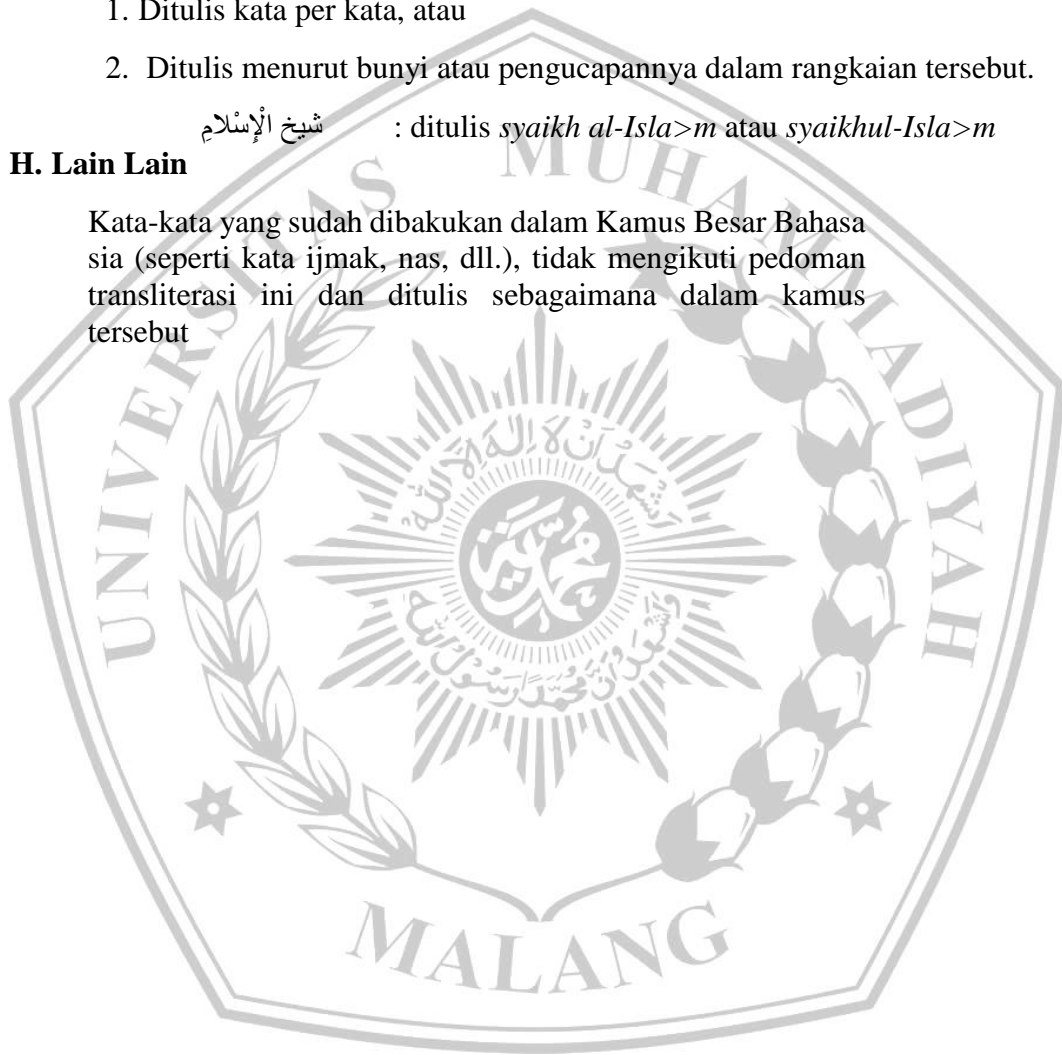 1. Ditulis kata per kata, atau
2. Ditulis menurut bunyi atau pengucapannya dalam rangkaian tersebut.
شيخ الْإِسْلامِ : ditulis syaikh al-Isla>m atau syaikhul-Isla>m
H. Lain Lain
Kata-kata yang sudah dibakukan dalam Kamus Besar Bahasa
sia (seperti kata ijmak, nas, dll.), tidak mengikuti pedoman
transliterasi ini dan ditulis sebagaimana dalam kamus
tersebut
UNIVERSITAS MUHAMMADIYAH
MALANG